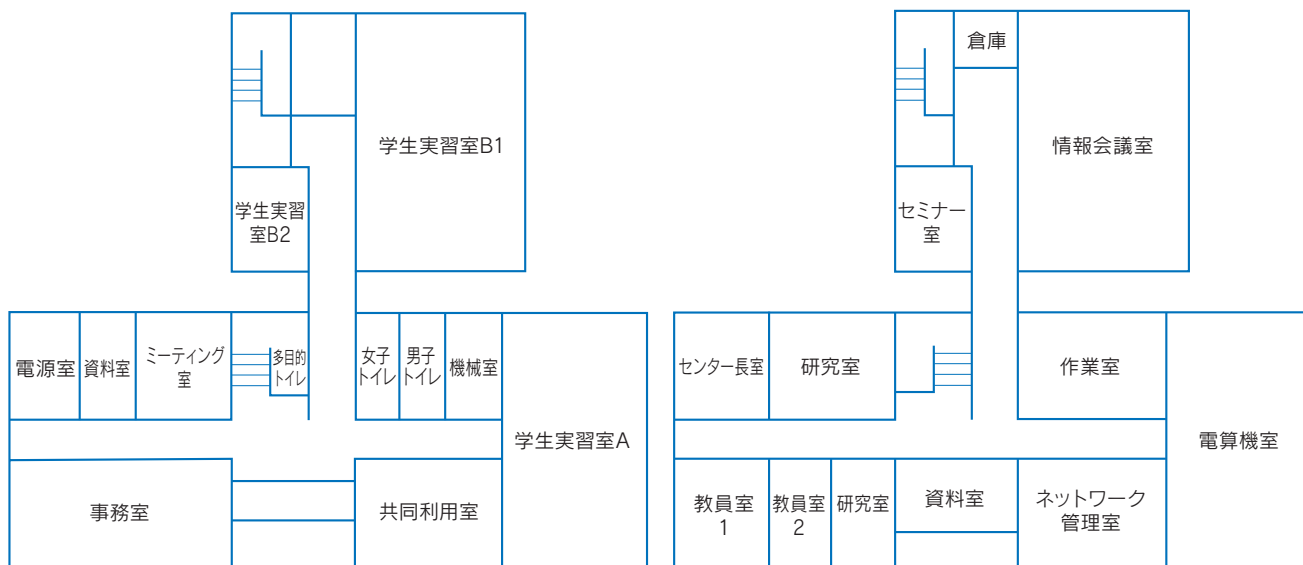 学生実習室B1
学生実習
室B2
電源室
資料室
ミーティング
室
多目的
トイレ
女子
トイレ
男子
トイレ
機械室
学生実習室A
事務室
共同利用室
倉庫
情報会議室
セミナー
室
センター長室
研究室
作業室
電算機室
教員室
1
教員室
2
研究室
資料室
ネットワーク
管理室